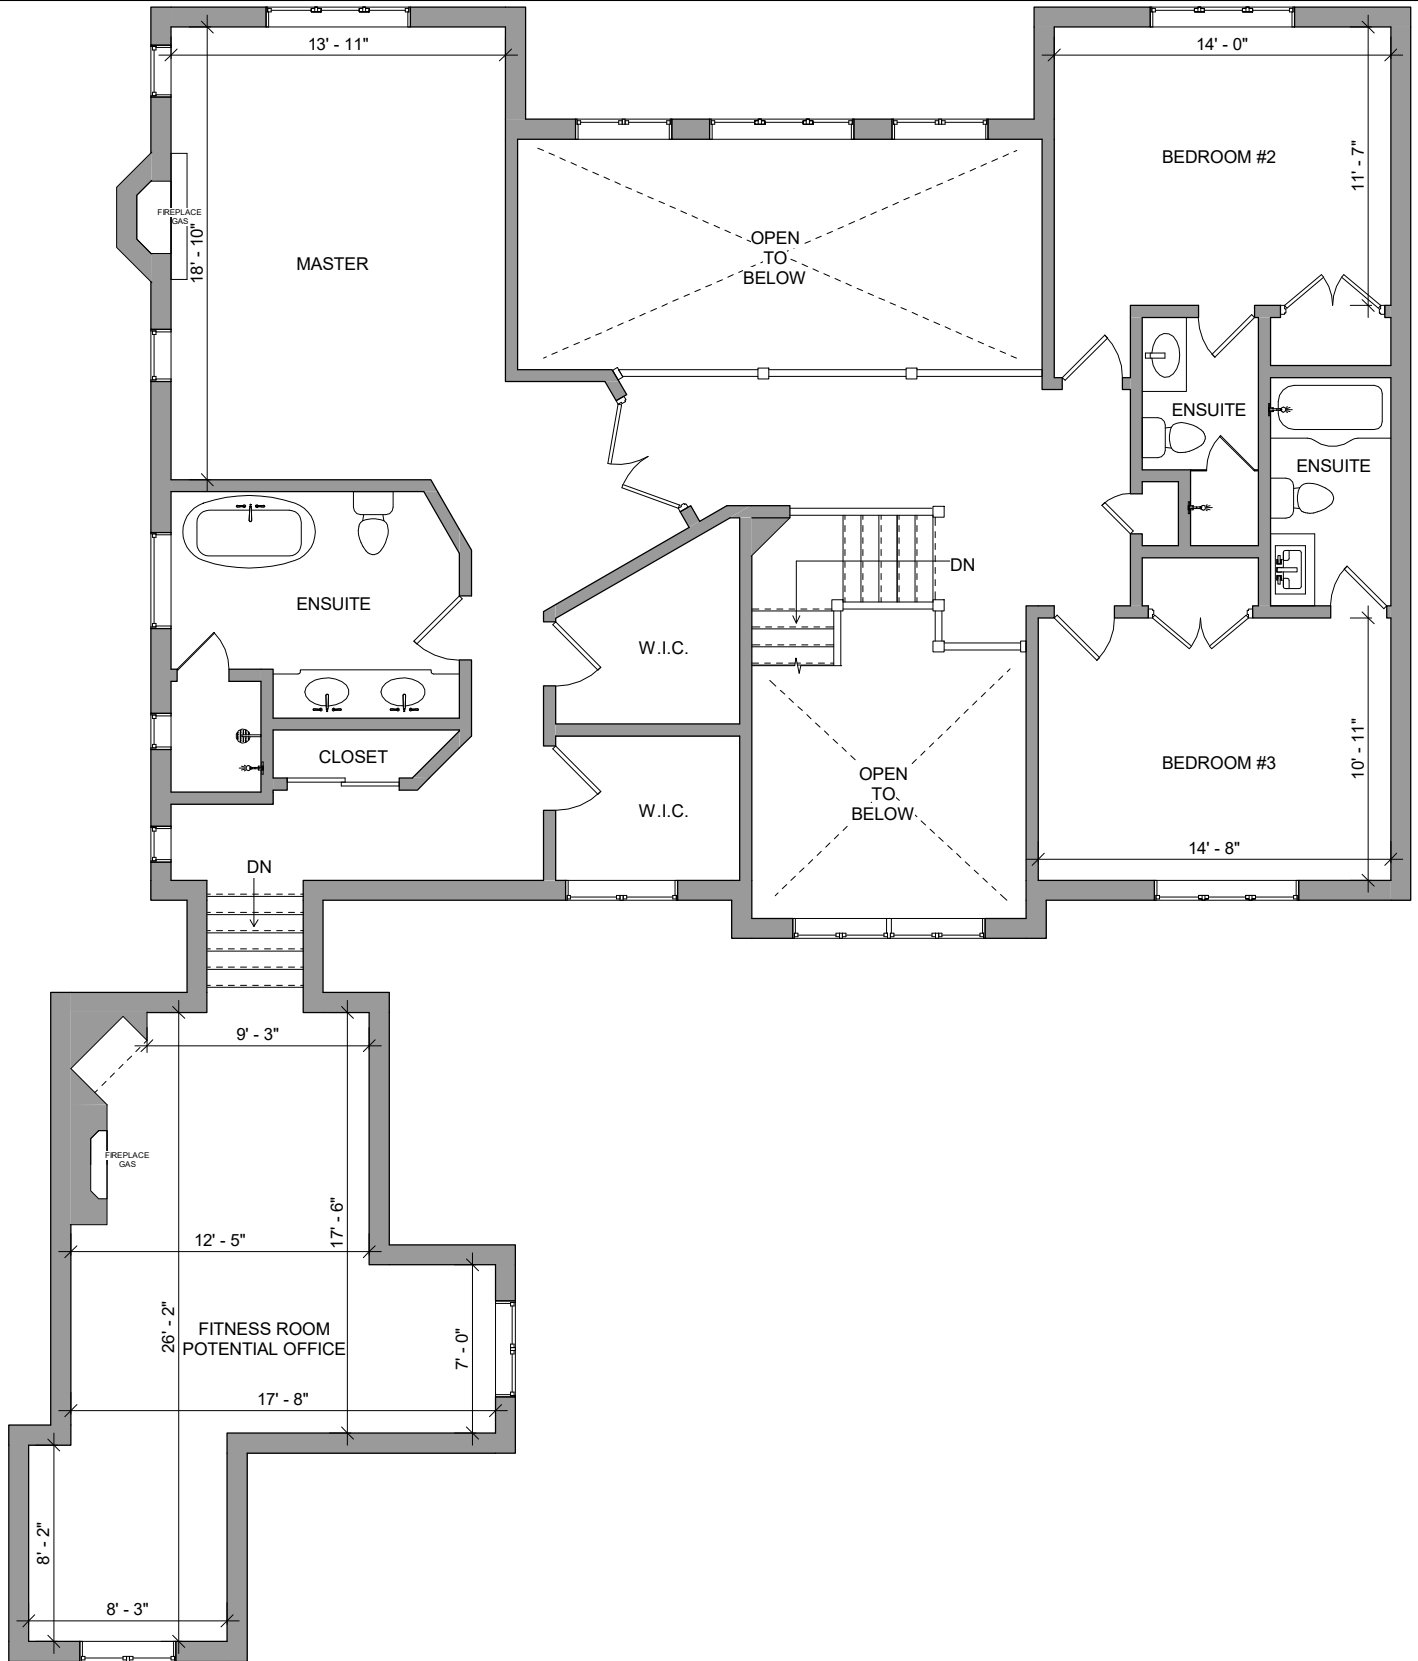 13' - 11"
14' - 0"
BEDROOM #2
11' - 7"
FIREPLACE
GAS
18' - 10"
MASTER
OPEN
TO
BELOW
ENSUITE
ENSUITE
DN
ENSUITE
W.I.C.
CLOSET
W.I.C.
OPEN
TO
BELOW
BEDROOM #3
10' - 11"
14' - 8"
DN
9' - 3"
FIREPLACE
GAS
17' - 6"
12' - 5"
26' - 2"
FITNESS ROOM
POTENTIAL OFFICE
7' - 0"
17' - 8"
8' - 2"
8' - 3"